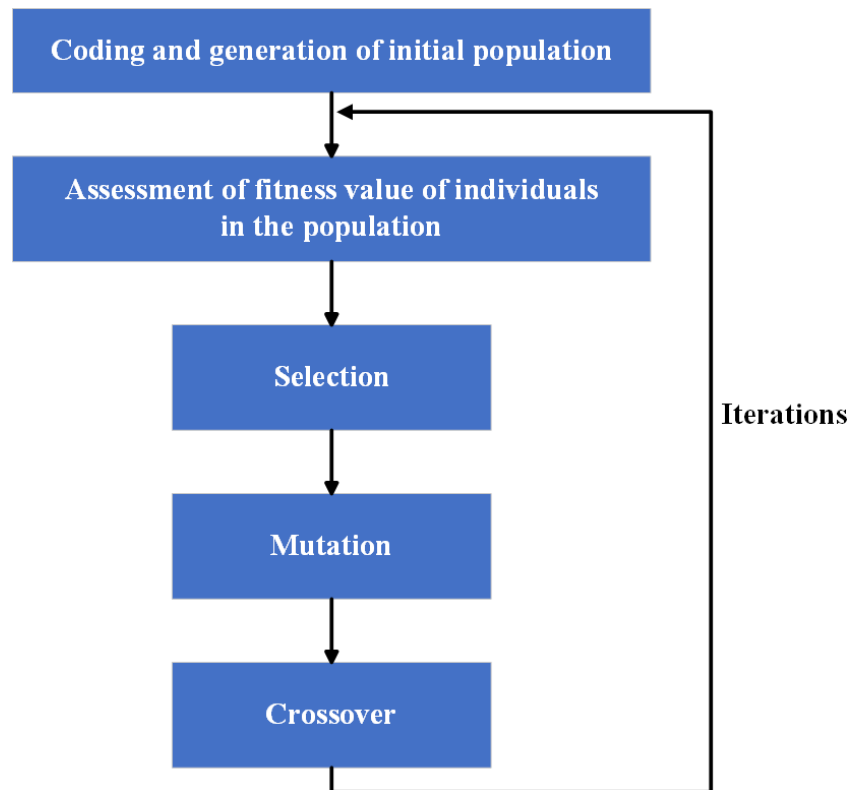 Coding and generation of initial population
Assessment of fitness value of individuals
in the population
Selection
Iterations
Mutation
Crossover